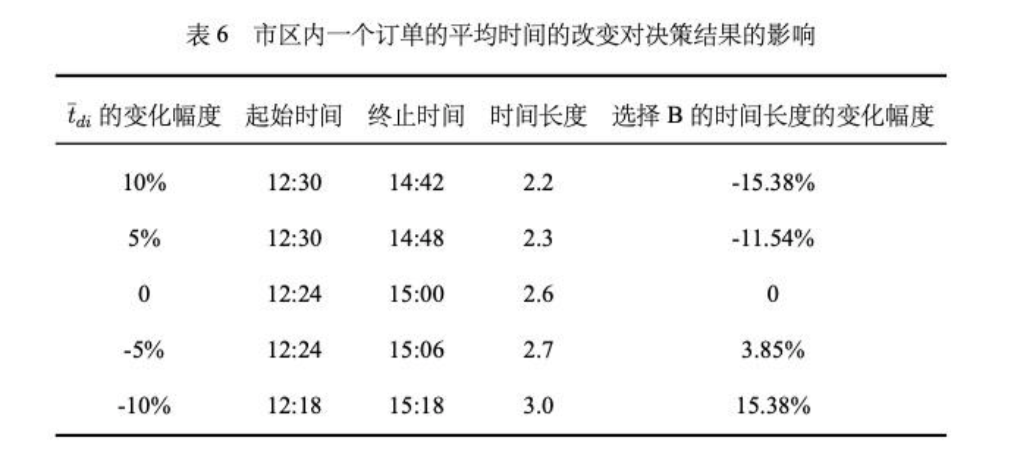 表 6 市区内一个订单的平均时间的改变对决策结果的影响
t̄di 的变化幅度 起始时间 终止时间 时间长度 选择 B 的时间长度的变化幅度
10% 12:30 14:42 2.2 -15.38%
5% 12:30 14:48 2.3 -11.54%
0 12:24 15:00 2.6 0
-5% 12:24 15:06 2.7 3.85%
-10% 12:18 15:18 3.0 15.38%